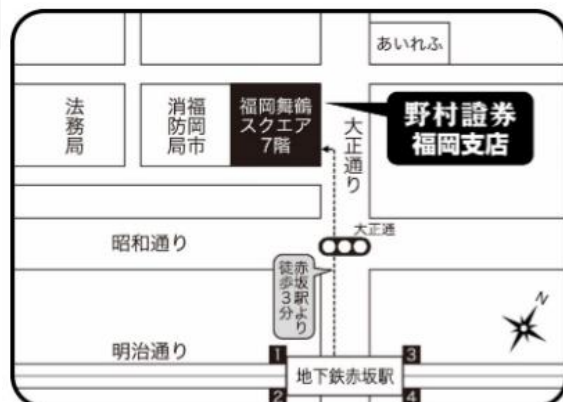 あいれふ
法務局
福岡市
消防局
福岡舞鶴
スクエア
7階
野村證券
福岡支店
大正通り
昭和通り
大正通
赤坂駅より
徒歩3分
N
明治通り
1
3
地下鉄赤坂駅
2
4